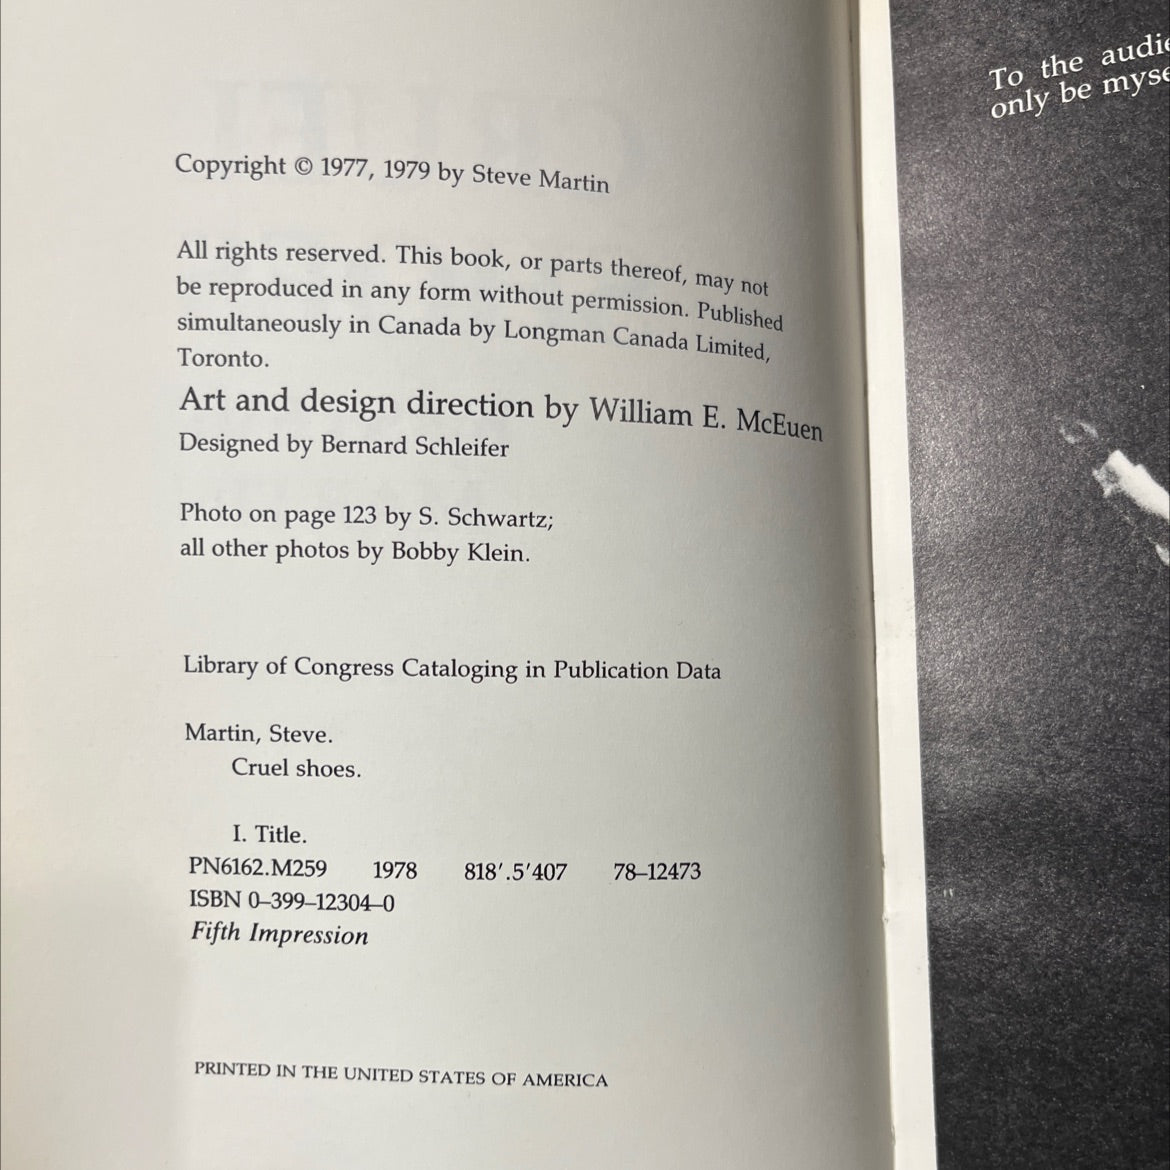 Copyright © 1977, 1979 by Steve Martin
All rights reserved. This book, or parts thereof, may not
be reproduced in any form without permission. Published
simultaneously in Canada by Longman Canada Limited,
Toronto.
Art and design direction by William E. McEuen
Designed by Bernard Schleifer
Photo on page 123 by S. Schwartz;
all other photos by Bobby Klein.
Library of Congress Cataloging in Publication Data
Martin, Steve.
Cruel shoes.
I. Title.
PN6162.M259 1978 818'.5'407 78–12473
ISBN 0–399–12304–0
Fifth Impression
PRINTED IN THE UNITED STATES OF AMERICA
To the
only be